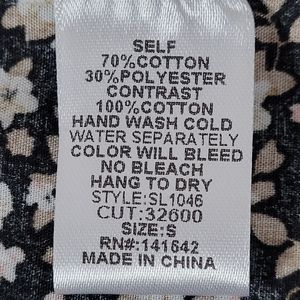 SELF
70%COTTON
30%POLYESTER
CONTRAST
100%COTTON
HAND WASH COLD
WATER SEPARATELY
COLOR WILL BLEED
NO BLEACH
HANG TO DRY
STYLE:SL1046
CUT:32600
SIZE:S
RN#:141642
MADE IN CHINA